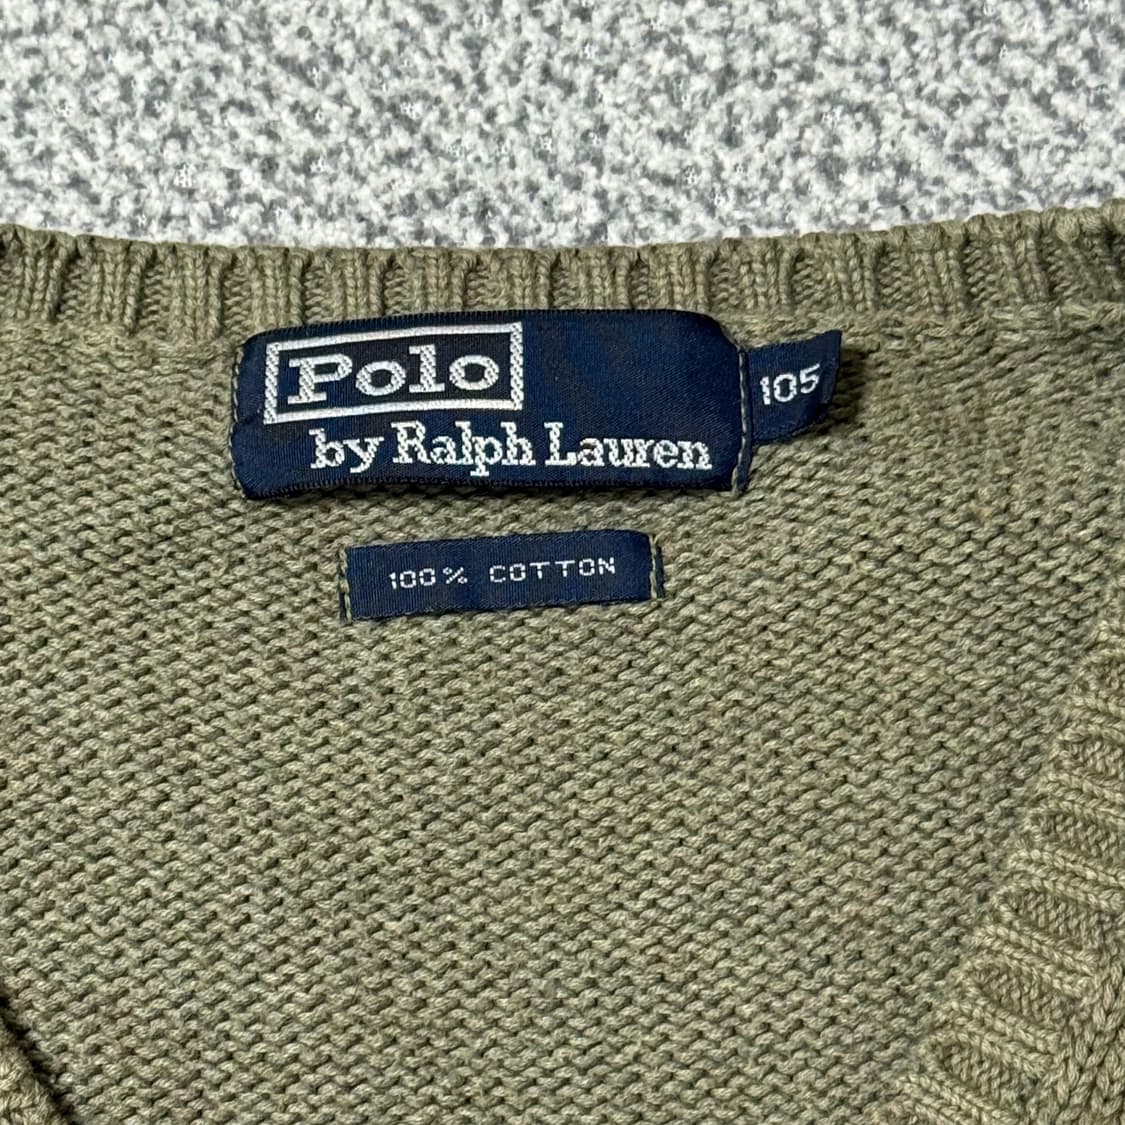 Polo
by Ralph Lauren
105
100% COTTON